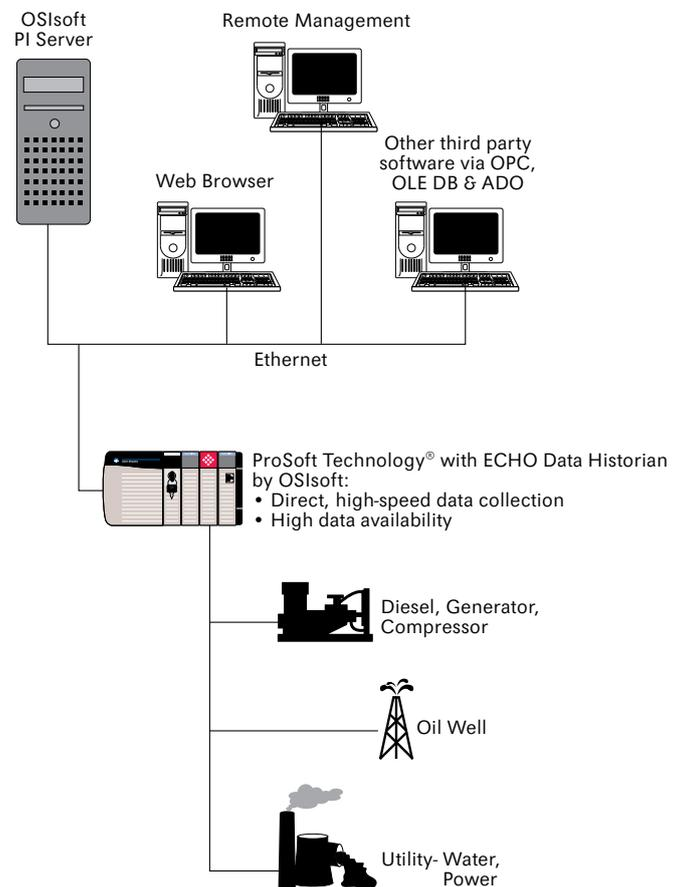 OSIsoft
PI Server
Remote Management
Other third party
software via OPC,
OLE DB & ADO
Web Browser
Ethernet
ProSoft Technology® with ECHO Data Historian
by OSIsoft:
• Direct, high-speed data collection
• High data availability
Diesel, Generator,
Compressor
Oil Well
Utility- Water,
Power